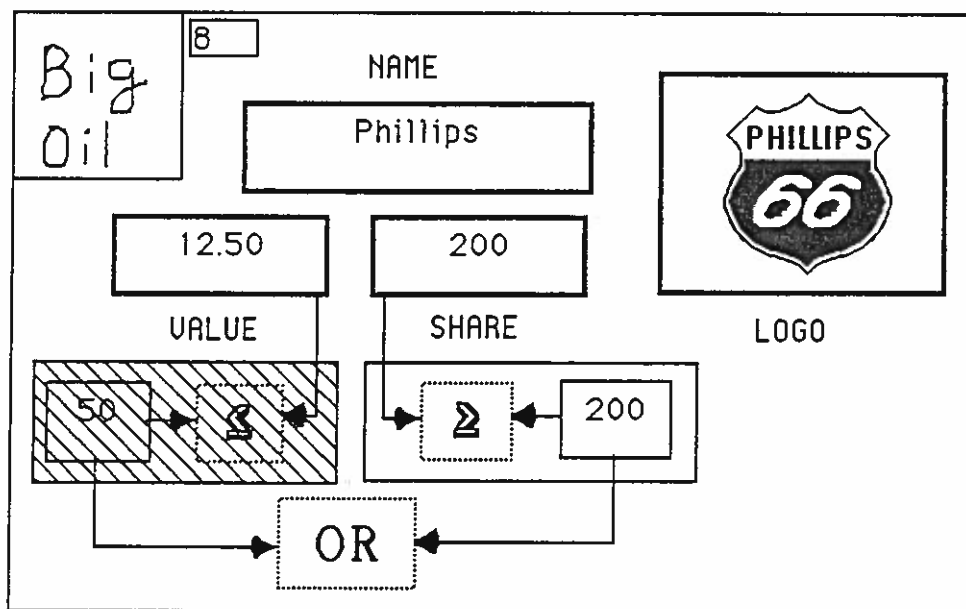 Big
Oil
8
NAME
Phillips
PHILLIPS
66
12.50
200
VALUE
SHARE
LOGO
50
≤
≥
200
OR